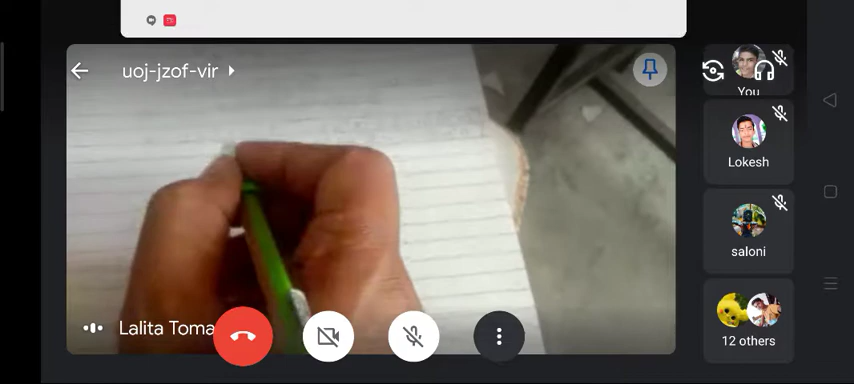 uoj-jzof-vir
You
Lokesh
saloni
12 others
Lalita Toma